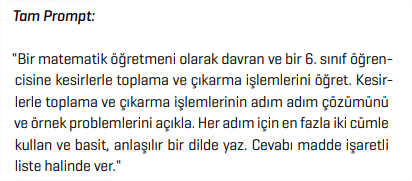 Tam Prompt:
"Bir matematik öğretmeni olarak davran ve bir 6. sınıf öğren-
cisine kesirlerle toplama ve çıkarma işlemlerini öğret. Kesir-
lerle toplama ve çıkarma işlemlerinin adım adım çözümünü
ve örnek problemlerini açıkla. Her adım için en fazla iki cümle
kullan ve basit, anlaşılır bir dilde yaz. Cevabı madde işaretli
liste halinde ver."